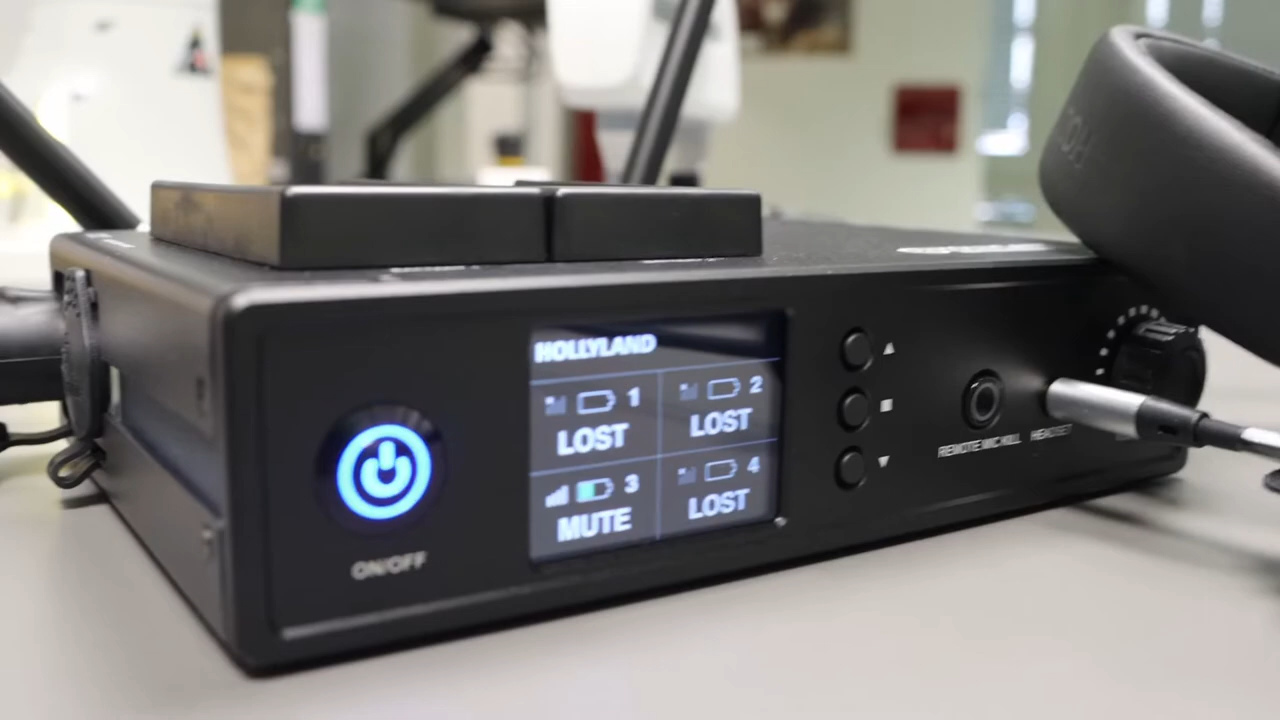 HOLLYLAND
1
2
LOST
LOST
3
4
MUTE
LOST
ON/OFF
REMOTE MIC KILL
HEADSET